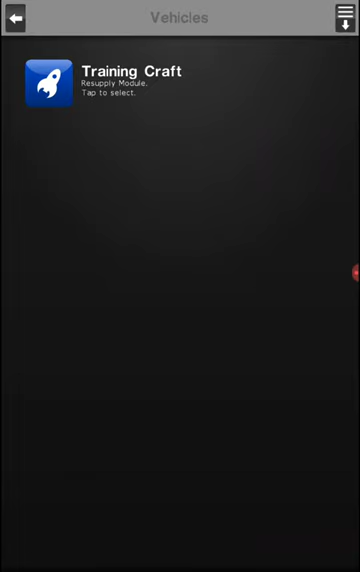 Vehicles
Training Craft
Resupply Module.
Tap to select.